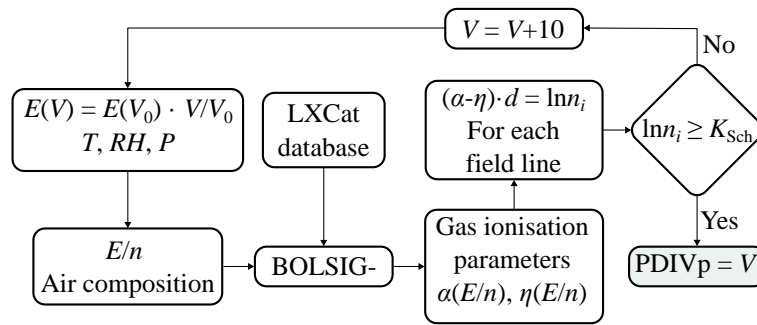 V = V+10
No
E(V) = E(V₀) · V/V₀
T, RH, P
LXCat
database
(α-η)·d = lnnᵢ
For each
field line
lnnᵢ ≥ K_Sch
Yes
E/n
Air composition
BOLSIG-
Gas ionisation
parameters
α(E/n), η(E/n)
PDIVp = V